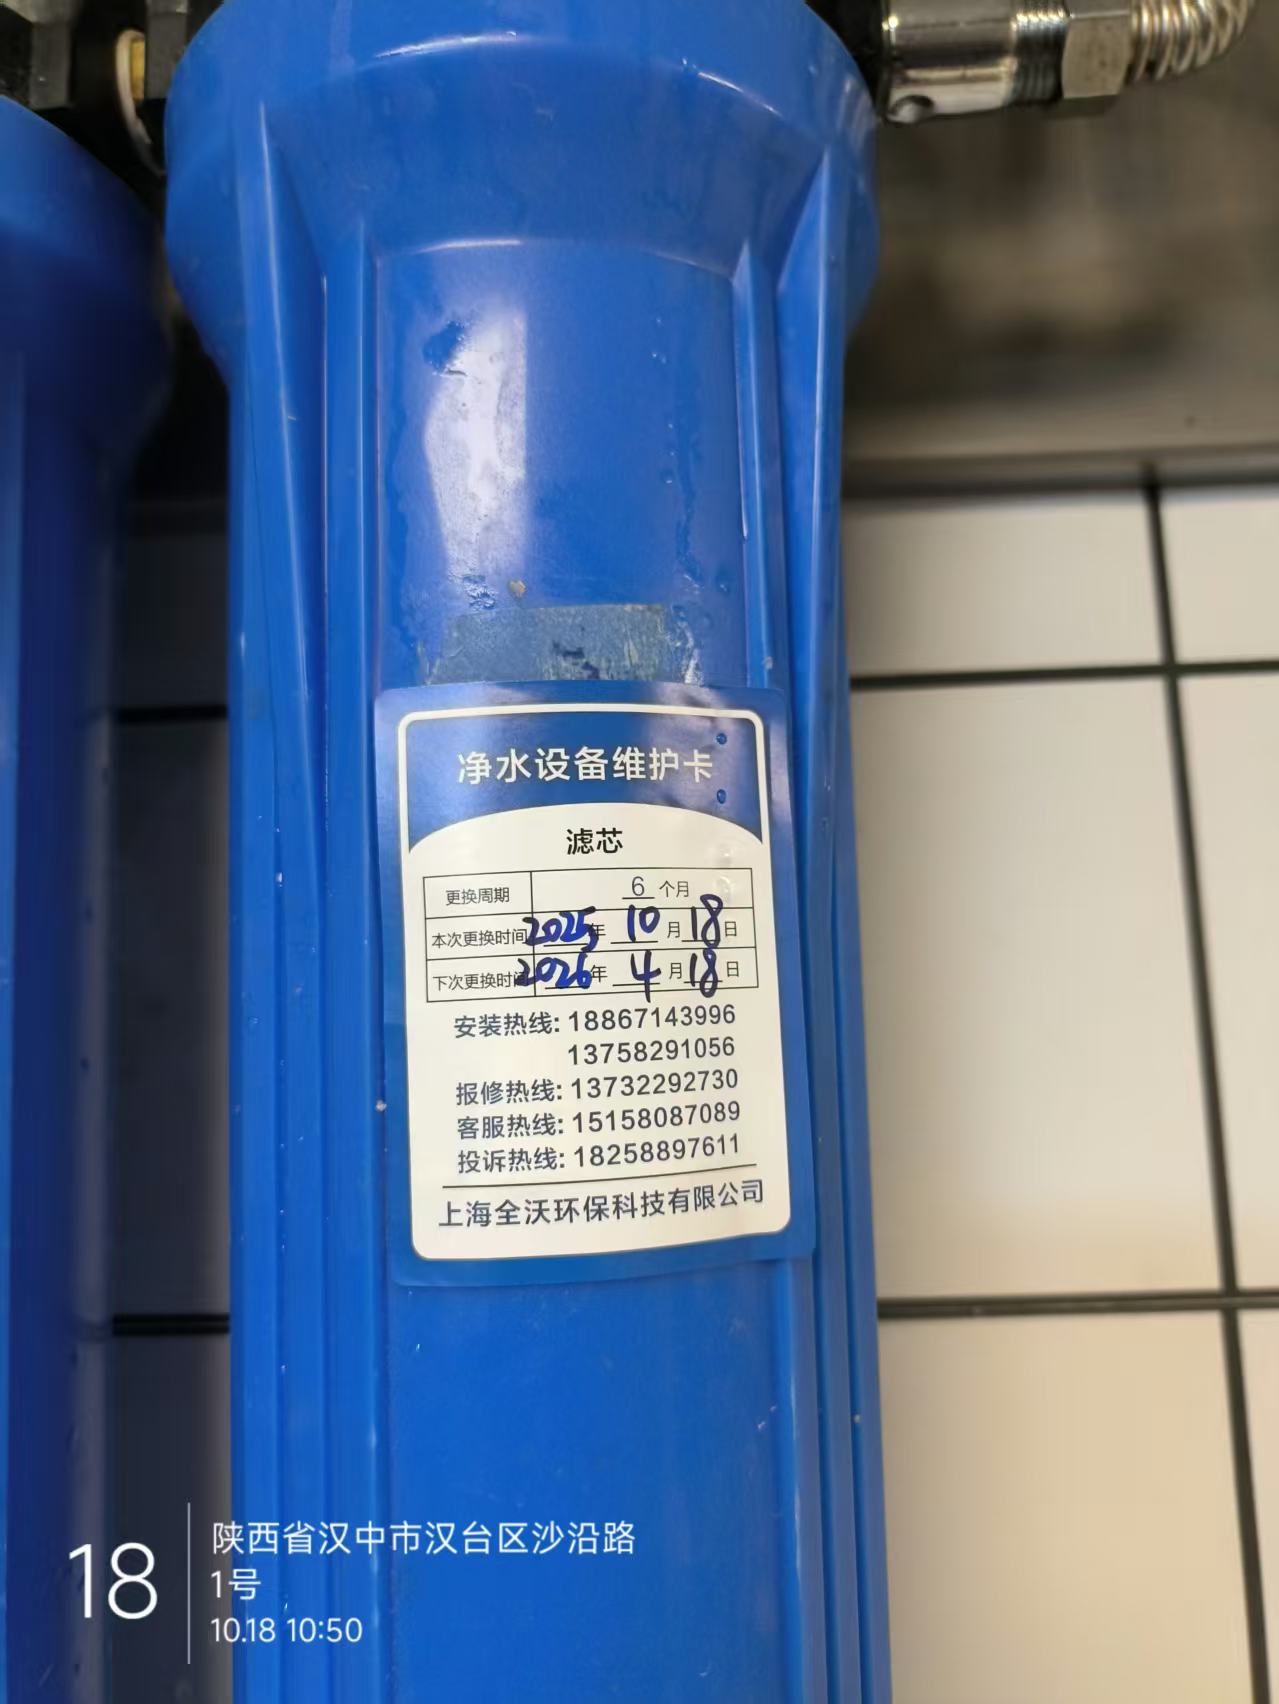 净水设备维护卡
滤芯
更换周期 6 个月
本次更换时间 2025 年 10 月 18 日
下次更换时间 2026 年 4 月 18 日
安装热线: 18867143996
13758291056
报修热线: 13732292730
客服热线: 15158087089
投诉热线: 18258897611
上海全沃环保科技有限公司
18
陕西省汉中市汉台区沙沿路
1号
10.18 10:50